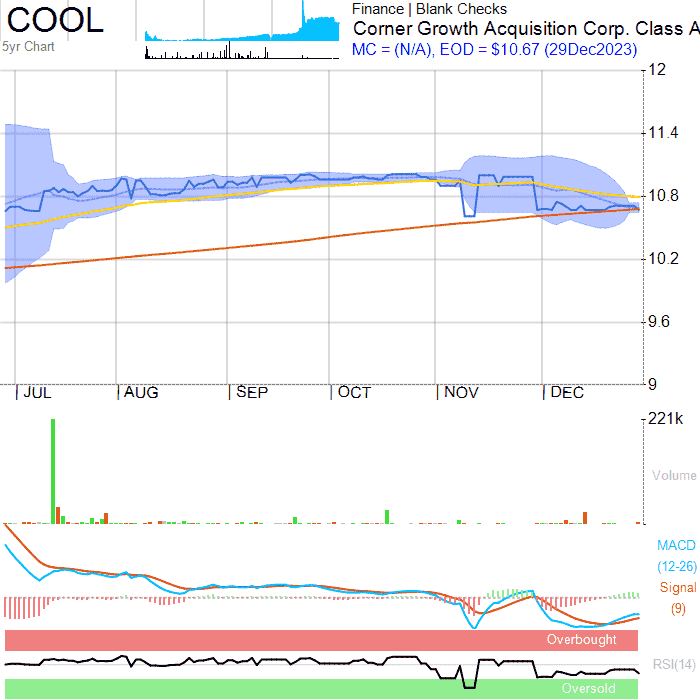 COOL
5yr Chart
Finance | Blank Checks
Corner Growth Acquisition Corp. Class A
MC = (N/A), EOD = $10.67 (29Dec2023)
12
11.4
10.8
10.2
9.6
9
JUL
AUG
SEP
OCT
NOV
DEC
221k
Volume
MACD
(12-26)
Signal
(9)
Overbought
RSI(14)
Oversold